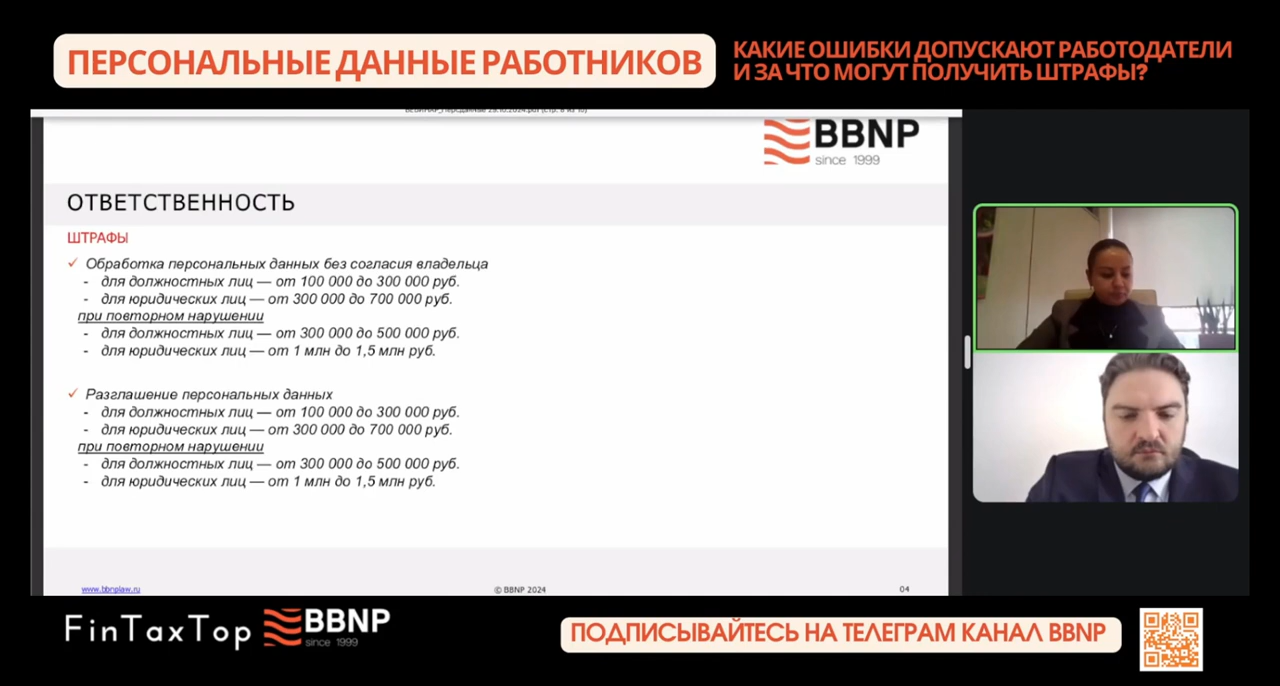 ПЕРСОНАЛЬНЫЕ ДАННЫЕ РАБОТНИКОВ
КАКИЕ ОШИБКИ ДОПУСКАЮТ РАБОТОДАТЕЛИ
И ЗА ЧТО МОГУТ ПОЛУЧИТЬ ШТРАФЫ?
BBNP
since 1999
ОТВЕТСТВЕННОСТЬ
ШТРАФЫ
✓ Обработка персональных данных без согласия владельца
- для должностных лиц — от 100 000 до 300 000 руб.
- для юридических лиц — от 300 000 до 700 000 руб.
при повторном нарушении
- для должностных лиц — от 300 000 до 500 000 руб.
- для юридических лиц — от 1 млн до 1,5 млн руб.
✓ Разглашение персональных данных
- для должностных лиц — от 100 000 до 300 000 руб.
- для юридических лиц — от 300 000 до 700 000 руб.
при повторном нарушении
- для должностных лиц — от 300 000 до 500 000 руб.
- для юридических лиц — от 1 млн до 1,5 млн руб.
www.bbnplaw.ru
© BBNP 2024
04
FinTaxTop
BBNP
since 1999
ПОДПИСЫВАЙТЕСЬ НА ТЕЛЕГРАМ КАНАЛ BBNP